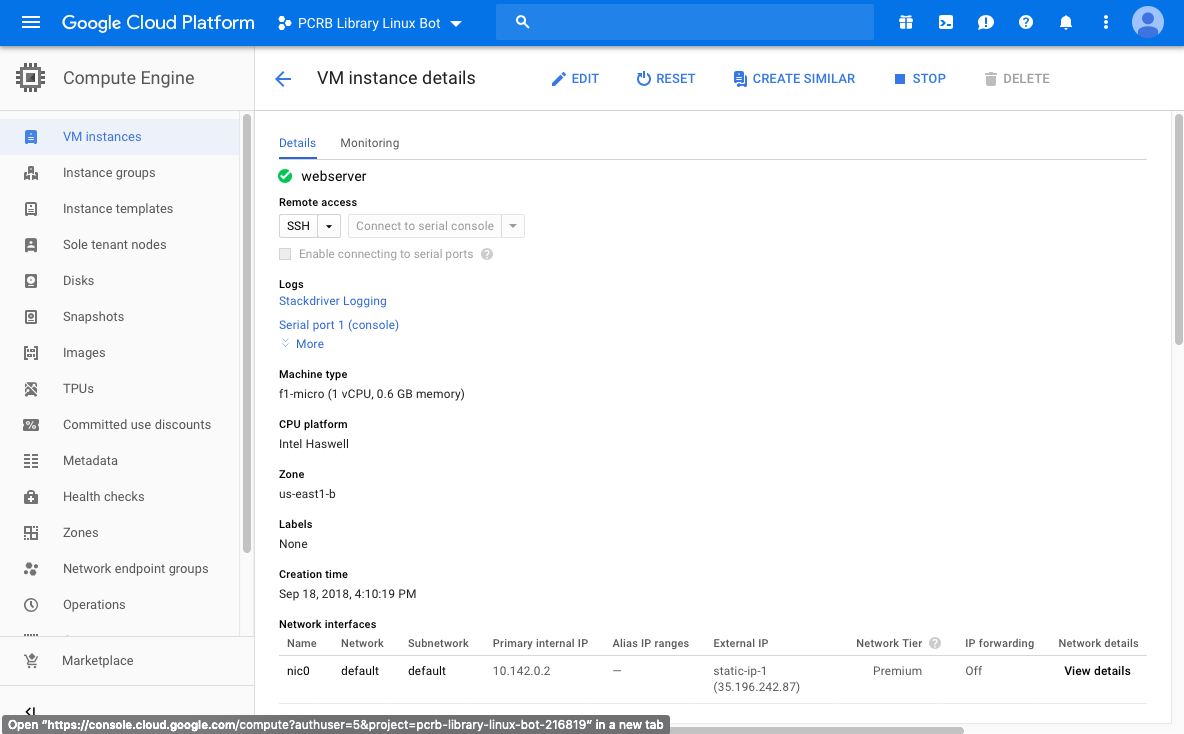 Google Cloud Platform
PCRB Library Linux Bot
Compute Engine
VM instance details
EDIT
RESET
CREATE SIMILAR
STOP
DELETE
VM instances
Instance groups
Instance templates
Sole tenant nodes
Disks
Snapshots
Images
TPUs
Committed use discounts
Metadata
Health checks
Zones
Network endpoint groups
Operations
Marketplace
Details
Monitoring
webserver
Remote access
SSH
Connect to serial console
Enable connecting to serial ports
Logs
Stackdriver Logging
Serial port 1 (console)
More
Machine type
f1-micro (1 vCPU, 0.6 GB memory)
CPU platform
Intel Haswell
Zone
us-east1-b
Labels
None
Creation time
Sep 18, 2018, 4:10:19 PM
Network interfaces
Name Network Subnetwork Primary internal IP Alias IP ranges External IP Network Tier IP forwarding Network details
nic0 default default 10.142.0.2 — static-ip-1 Premium Off View details
(35.196.242.87)
Open "https://console.cloud.google.com/compute?authuser=5&project=pcrb-library-linux-bot-216819" in a new tab